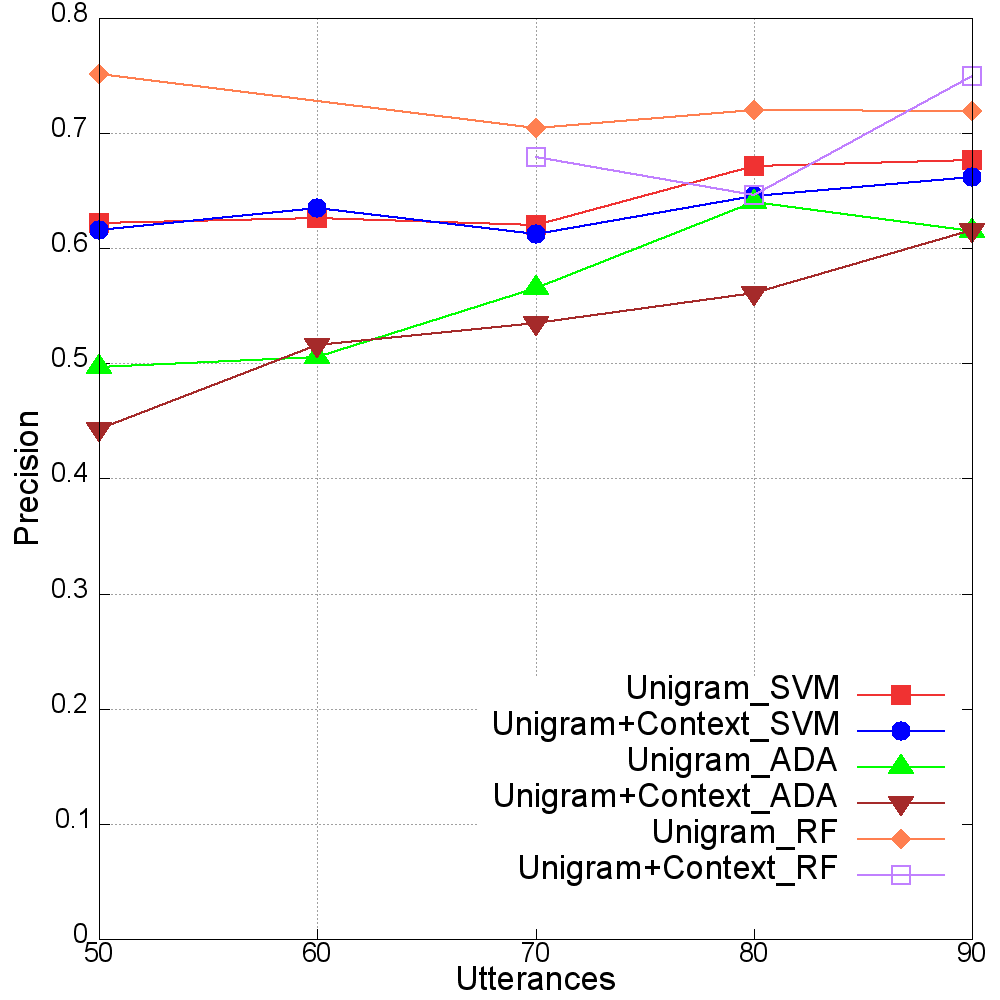 0.8
0.7
0.6
0.5
0.4
0.3
0.2
0.1
0
Precision
50 60 70 80 90
Utterances
Unigram_SVM
Unigram+Context_SVM
Unigram_ADA
Unigram+Context_ADA
Unigram_RF
Unigram+Context_RF